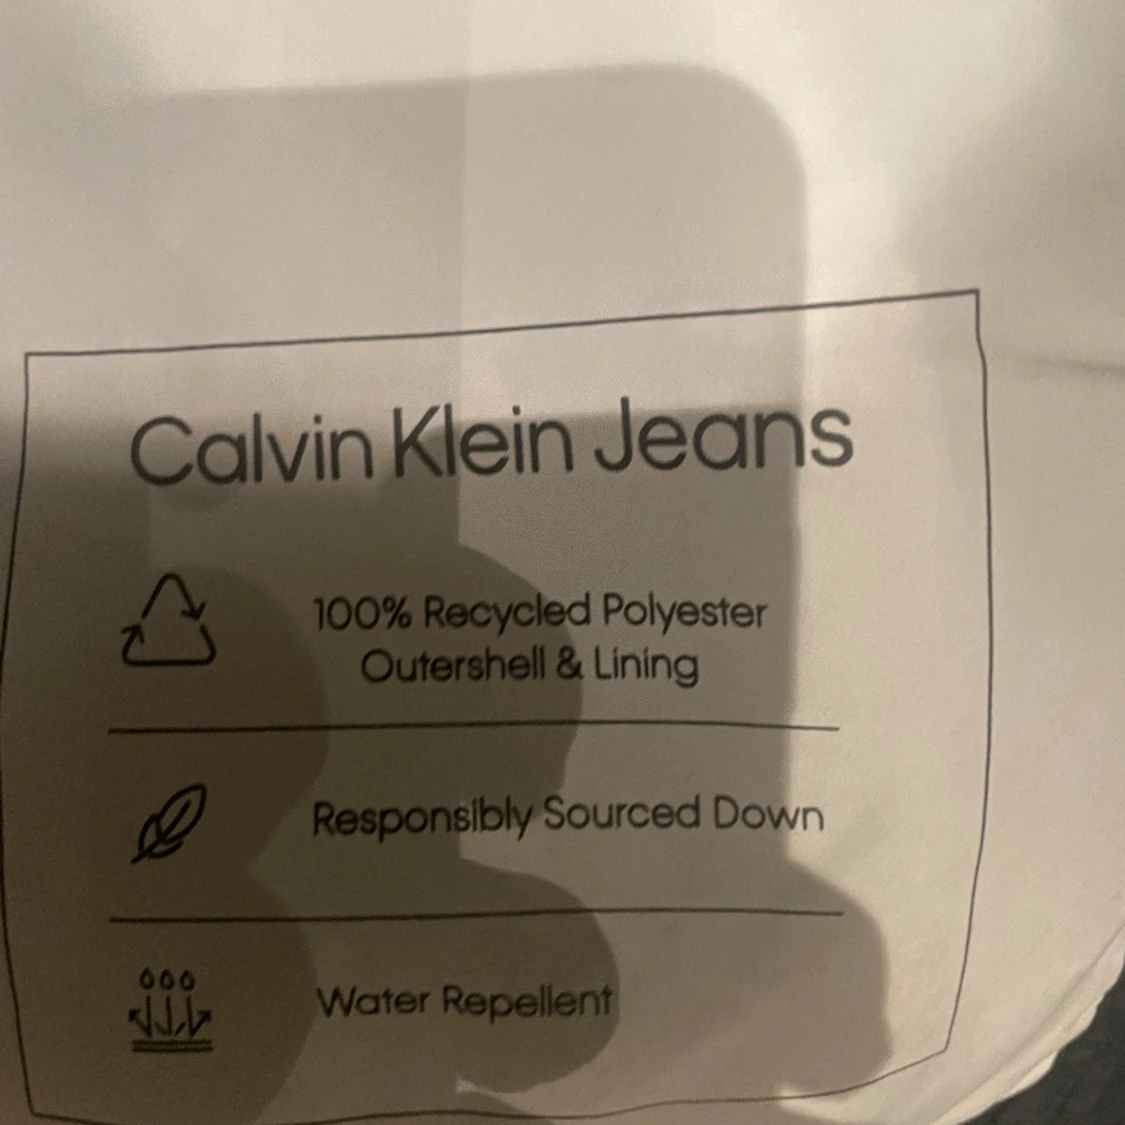 Calvin Klein Jeans
100% Recycled Polyester
Outershell & Lining
Responsibly Sourced Down
Water Repellent